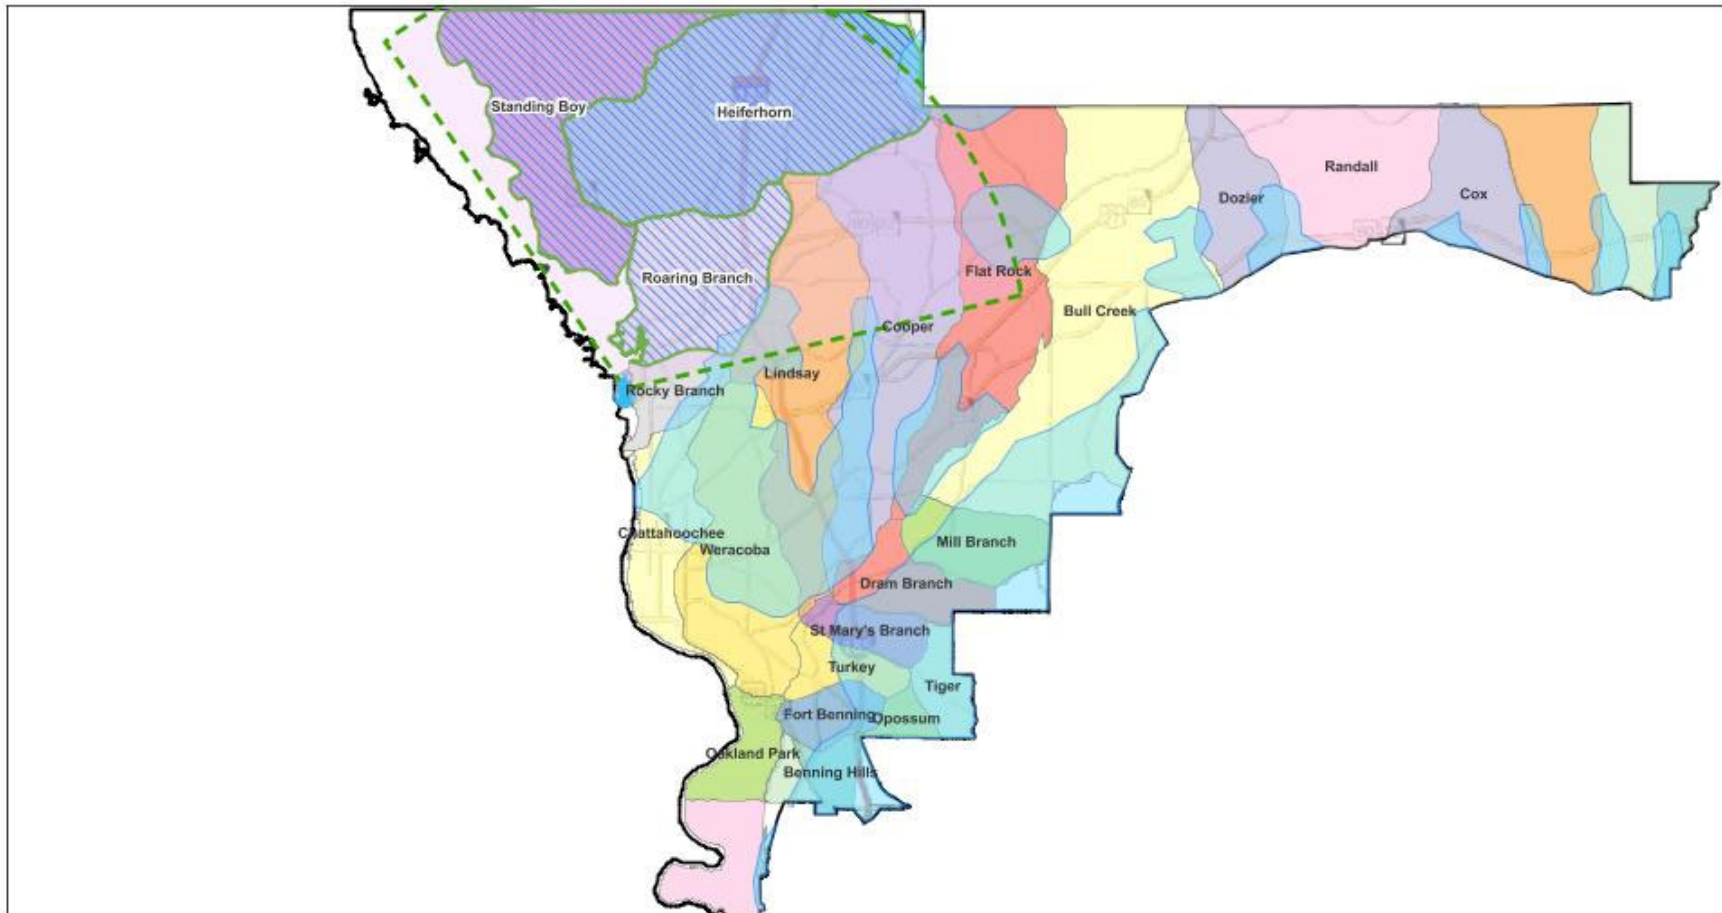 Standing Boy
Heiferhorn
Randall
Dozier
Cox
Roaring Branch
Flat Rock
Bull Creek
Cooper
Lindsay
Rocky Branch
Chattahoochee
Weracoba
Mill Branch
Dram Branch
St Mary's Branch
Turkey
Tiger
Fort Benning
Opossum
Oakland Park
Benning Hills